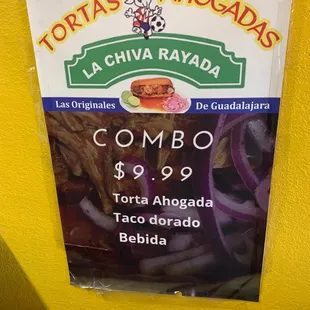 TORTAS AHOGADAS
LA CHIVA RAYADA
Las Originales De Guadalajara
COMBO
$9.99
Torta Ahogada
Taco dorado
Bebida